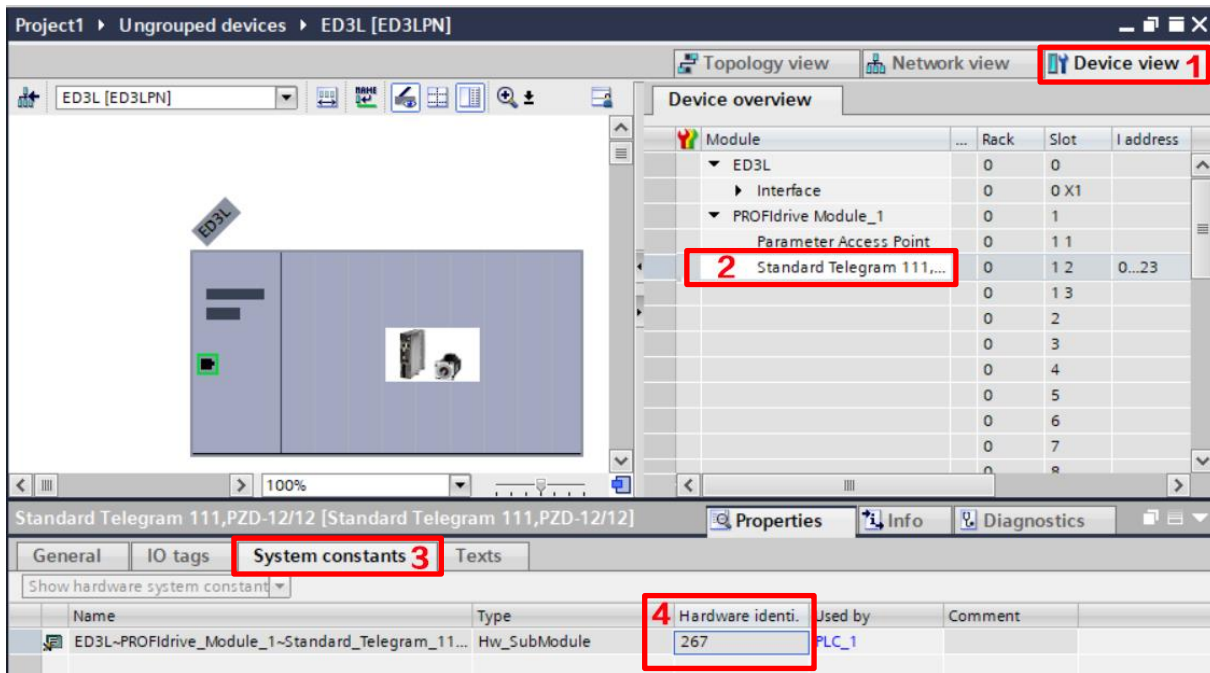 Project1 ▸ Ungrouped devices ▸ ED3L [ED3LPN]
Topology view Network view Device view 1
ED3L [ED3LPN]
Device overview
Module ... Rack Slot I address
ED3L 0 0
Interface 0 0 X1
PROFIdrive Module_1 0 1
Parameter Access Point 0 1 1
2 Standard Telegram 111,... 0 1 2 0...23
0 1 3
0 2
0 3
0 4
0 5
0 6
0 7
0 8
ED3L
100%
Standard Telegram 111,PZD-12/12 [Standard Telegram 111,PZD-12/12]
Properties Info Diagnostics
General IO tags System constants 3 Texts
Show hardware system constant
Name Type 4 Hardware identi. Used by Comment
ED3L~PROFIdrive_Module_1~Standard_Telegram_11... Hw_SubModule 267 PLC_1